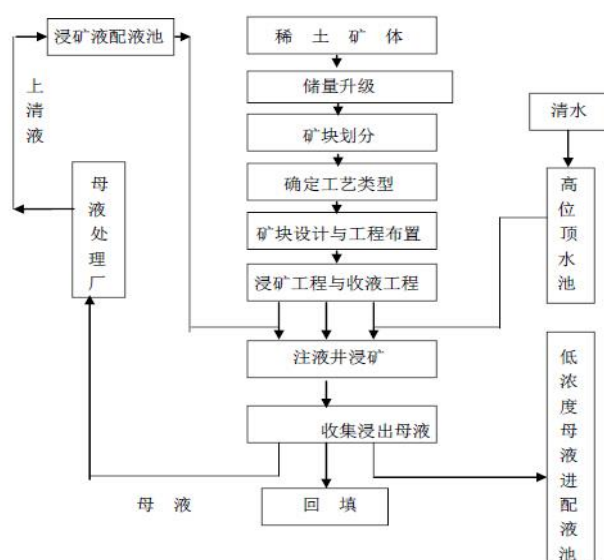 浸矿液配液池
稀土矿体
储量升级
矿块划分
确定工艺类型
矿块设计与工程布置
浸矿工程与收液工程
注液井浸矿
收集浸出母液
回填
上清液
母液处理厂
母液
清水
高位顶水池
低浓度母液进配液池